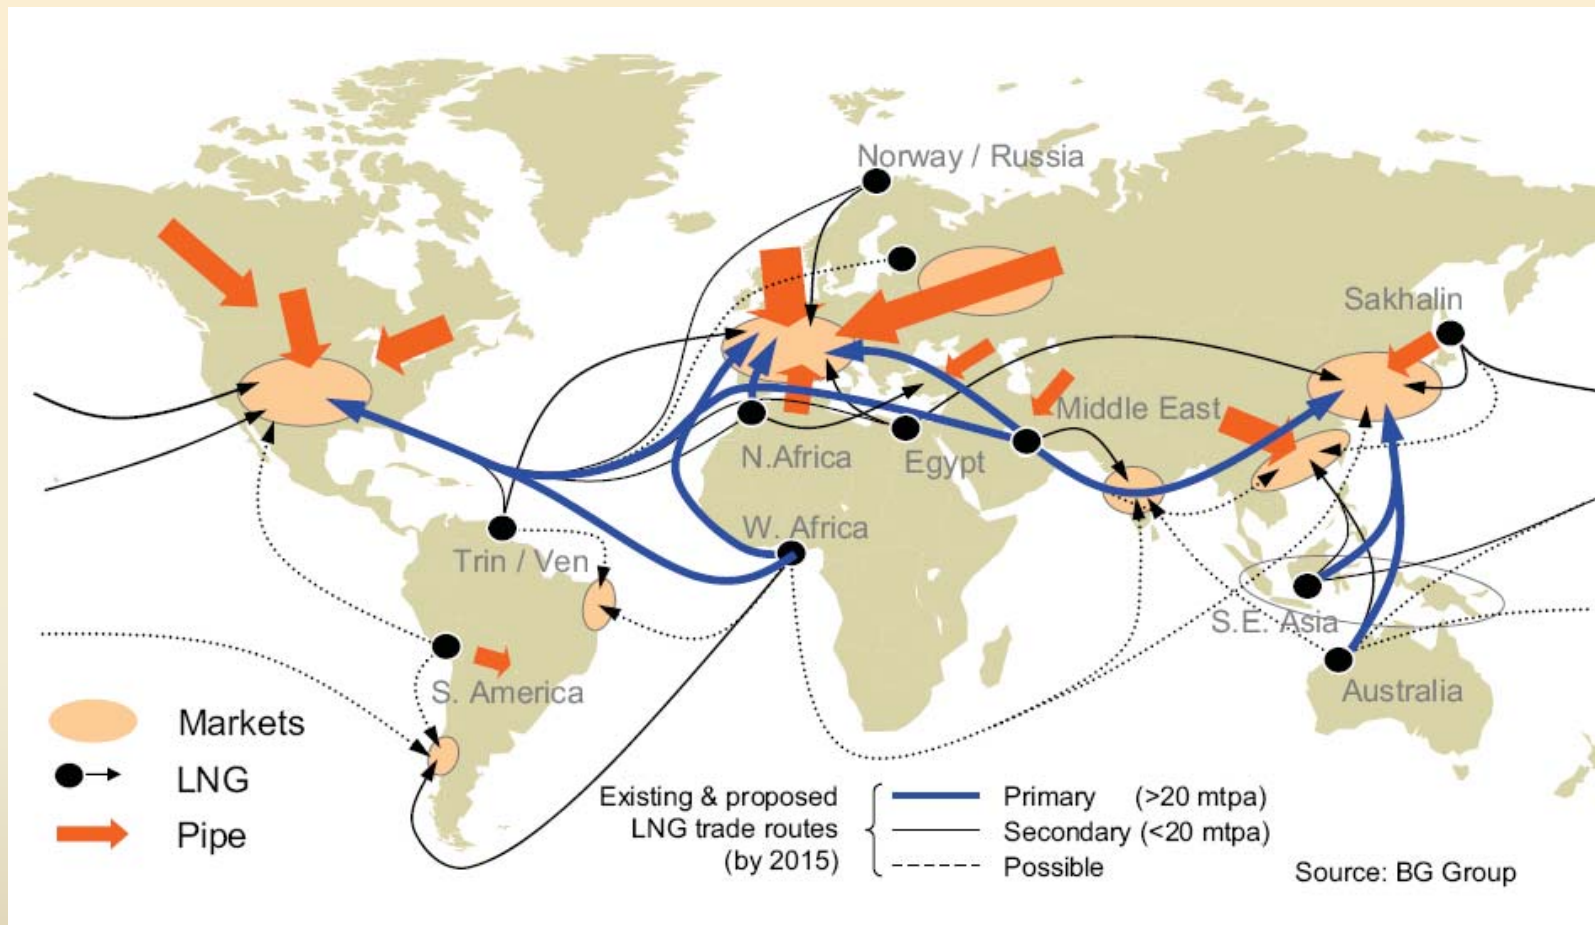 Norway / Russia
Sakhalin
Middle East
N.Africa
Egypt
W. Africa
Trin / Ven
S.E. Asia
S. America
Australia
Markets
LNG
Pipe
Existing & proposed
LNG trade routes
(by 2015)
Primary (>20 mtpa)
Secondary (<20 mtpa)
Possible
Source: BG Group